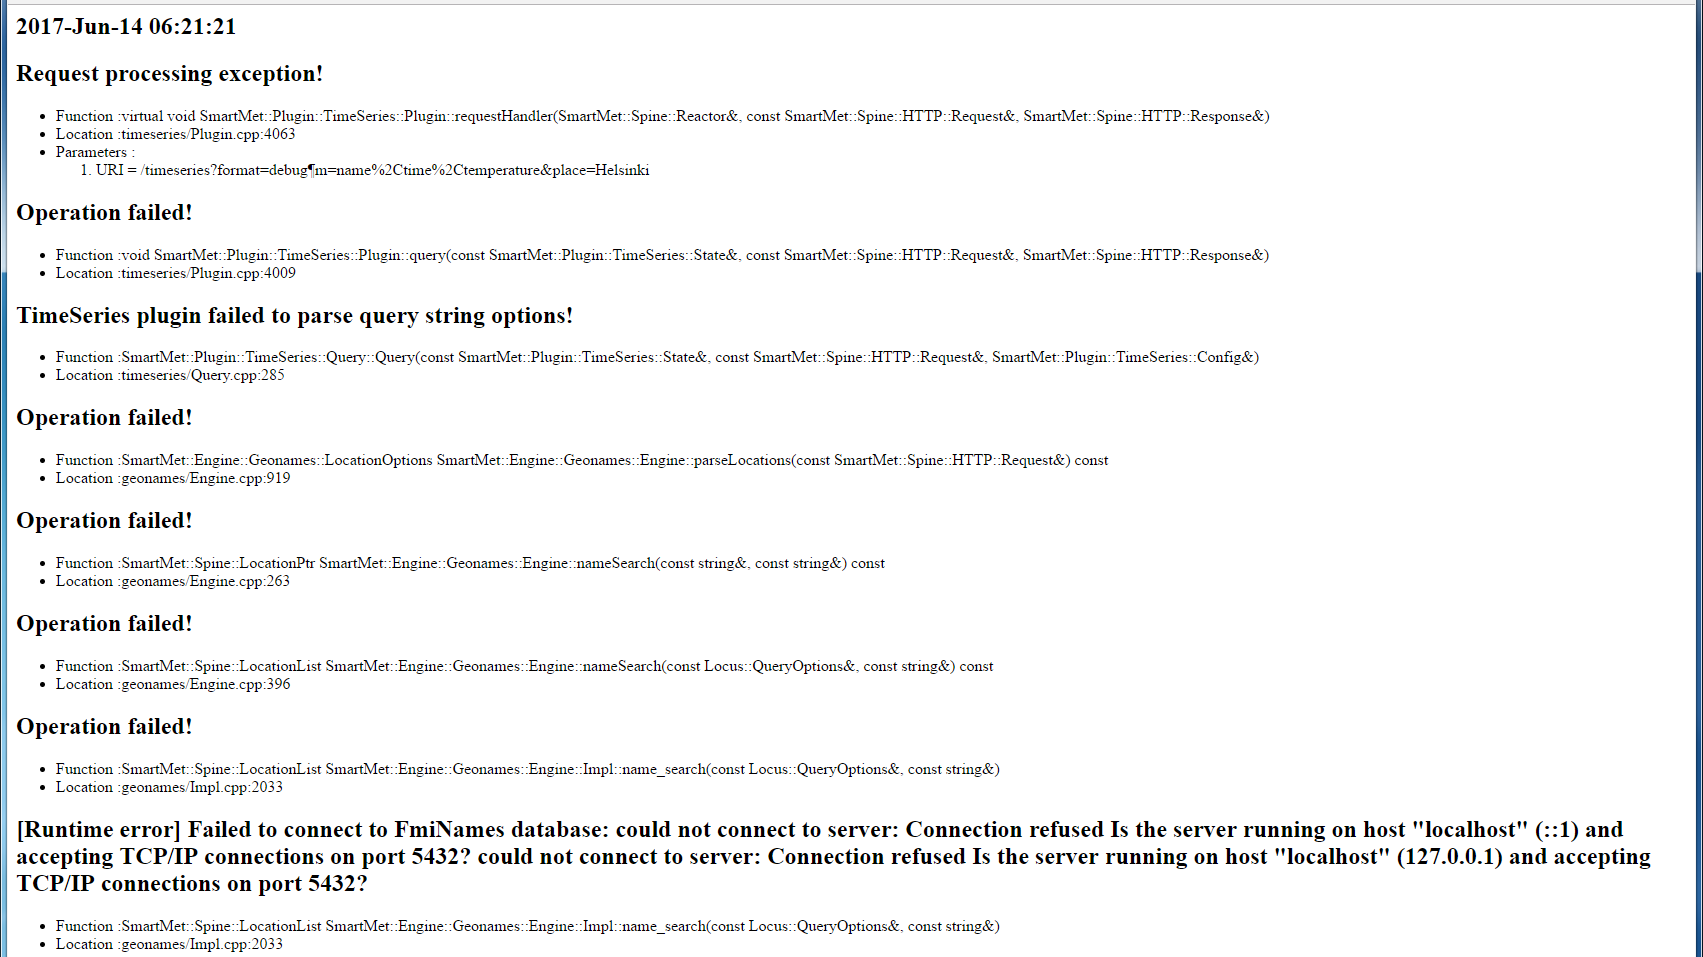 2017-Jun-14 06:21:21
Request processing exception!
• Function :virtual void SmartMet::Plugin::TimeSeries::Plugin::requestHandler(SmartMet::Spine::Reactor&, const SmartMet::Spine::HTTP::Request&, SmartMet::Spine::HTTP::Response&)
• Location :timeseries/Plugin.cpp:4063
• Parameters :
1. URI = /timeseries?format=debug¶m=name%2Ctime%2Ctemperature&place=Helsinki
Operation failed!
• Function :void SmartMet::Plugin::TimeSeries::Plugin::query(const SmartMet::Plugin::TimeSeries::State&, const SmartMet::Spine::HTTP::Request&, SmartMet::Spine::HTTP::Response&)
• Location :timeseries/Plugin.cpp:4009
TimeSeries plugin failed to parse query string options!
• Function :SmartMet::Plugin::TimeSeries::Query::Query(const SmartMet::Plugin::TimeSeries::State&, const SmartMet::Spine::HTTP::Request&, SmartMet::Plugin::TimeSeries::Config&)
• Location :timeseries/Query.cpp:285
Operation failed!
• Function :SmartMet::Engine::Geonames::LocationOptions SmartMet::Engine::Geonames::Engine::parseLocations(const SmartMet::Spine::HTTP::Request&) const
• Location :geonames/Engine.cpp:919
Operation failed!
• Function :SmartMet::Spine::LocationPtr SmartMet::Engine::Geonames::Engine::nameSearch(const string&, const string&) const
• Location :geonames/Engine.cpp:263
Operation failed!
• Function :SmartMet::Spine::LocationList SmartMet::Engine::Geonames::Engine::nameSearch(const Locus::QueryOptions&, const string&) const
• Location :geonames/Engine.cpp:396
Operation failed!
• Function :SmartMet::Spine::LocationList SmartMet::Engine::Geonames::Engine::Impl::name_search(const Locus::QueryOptions&, const string&)
• Location :geonames/Impl.cpp:2033
[Runtime error] Failed to connect to FmiNames database: could not connect to server: Connection refused Is the server running on host "localhost" (::1) and
accepting TCP/IP connections on port 5432? could not connect to server: Connection refused Is the server running on host "localhost" (127.0.0.1) and accepting
TCP/IP connections on port 5432?
• Function :SmartMet::Spine::LocationList SmartMet::Engine::Geonames::Engine::Impl::name_search(const Locus::QueryOptions&, const string&)
• Location :geonames/Impl.cpp:2033